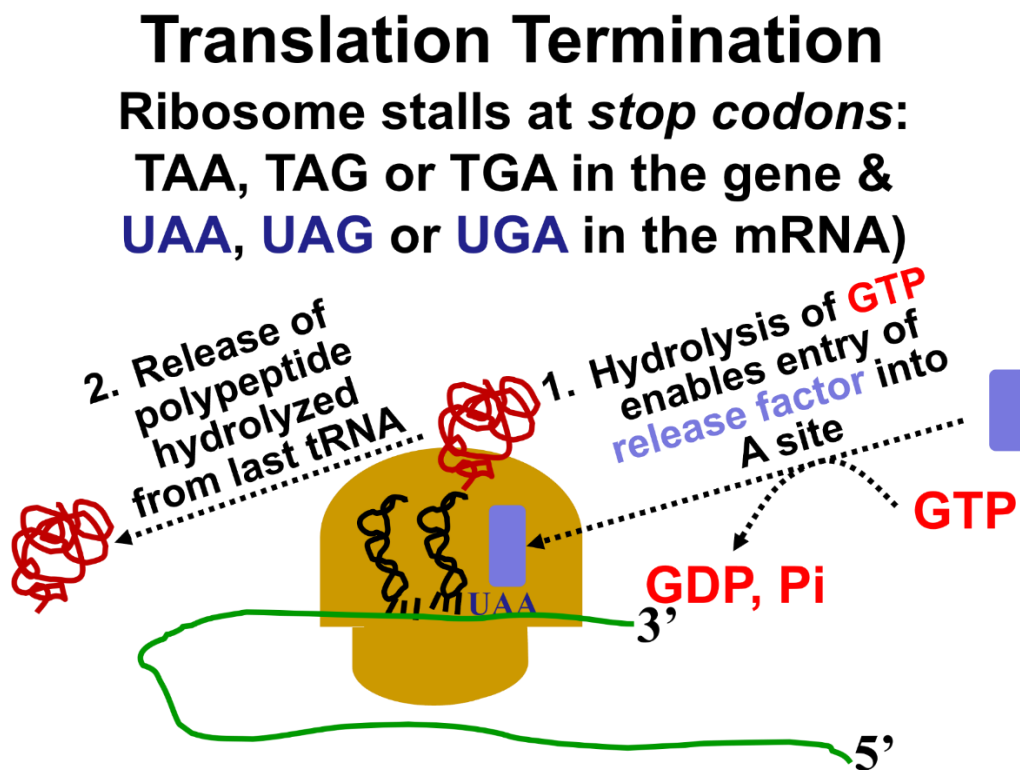 Translation Termination
Ribosome stalls at stop codons:
TAA, TAG or TGA in the gene &
UAA, UAG or UGA in the mRNA)
2. Release of
polypeptide
hydrolyzed
from last tRNA
1. Hydrolysis of GTP
enables entry of
release factor into
A site
GTP
GDP, Pi
UAA
3’
5’